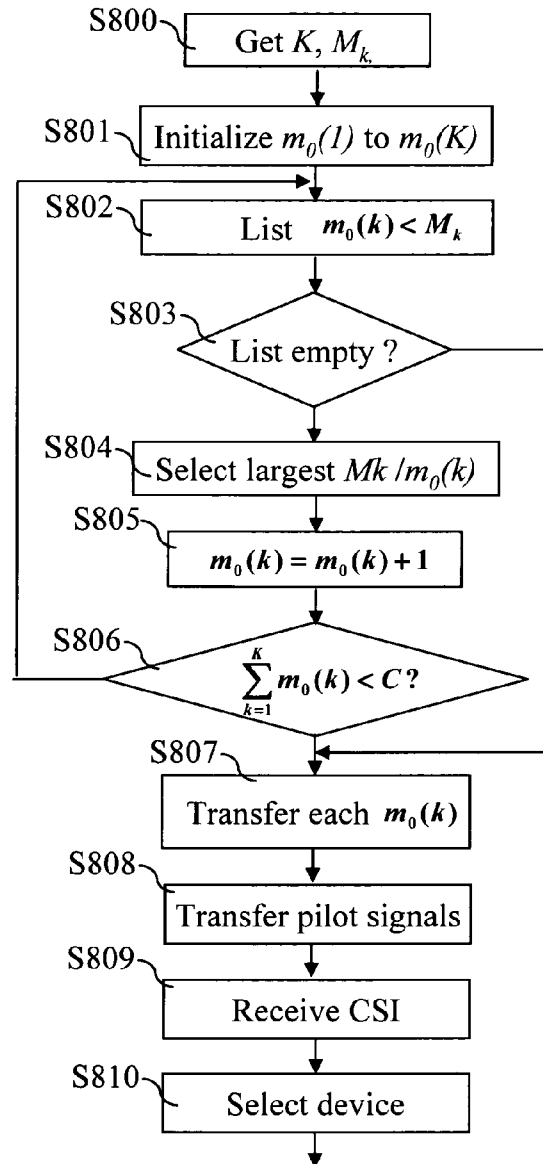 S800
Get K, M_k,
S801
Initialize m_0(1) to m_0(K)
S802
List m_0(k) < M_k
S803
List empty ?
S804
Select largest Mk /m_0(k)
S805
m_0(k) = m_0(k) + 1
S806
\sum_{k=1}^{K} m_0(k) < C ?
S807
Transfer each m_0(k)
S808
Transfer pilot signals
S809
Receive CSI
S810
Select device